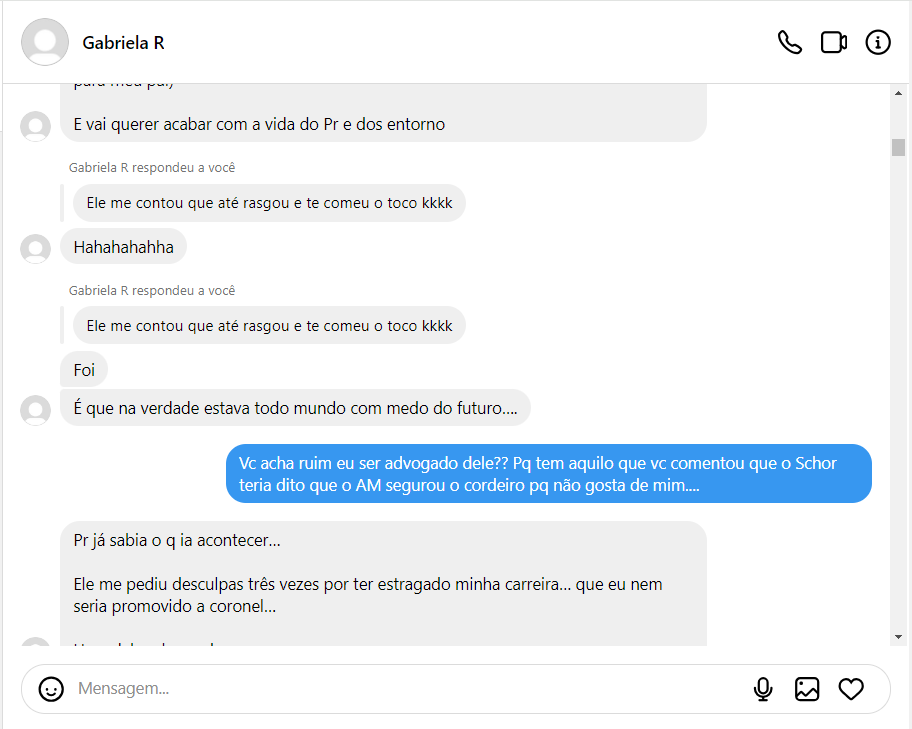 Gabriela R
para meu pai)
E vai querer acabar com a vida do Pr e dos entorno
Gabriela R respondeu a você
Ele me contou que até rasgou e te comeu o toco kkkk
Hahahahahha
Gabriela R respondeu a você
Ele me contou que até rasgou e te comeu o toco kkkk
Foi
É que na verdade estava todo mundo com medo do futuro....
Vc acha ruim eu ser advogado dele?? Pq tem aquilo que vc comentou que o Schor
teria dito que o AM segurou o cordeiro pq não gosta de mim....
Pr já sabia o q ia acontecer...
Ele me pediu desculpas três vezes por ter estragado minha carreira... que eu nem
seria promovido a coronel...
Mensagem...